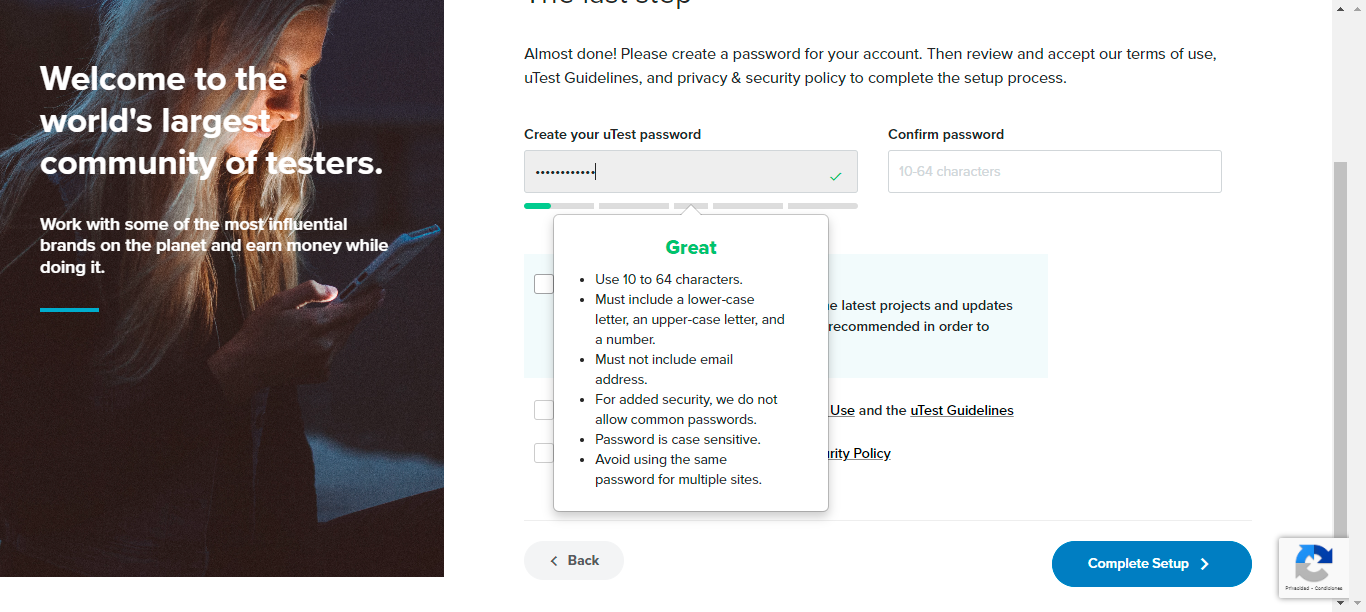 The last step
Welcome to the
world's largest
community of testers.
Work with some of the most influential
brands on the planet and earn money while
doing it.
Almost done! Please create a password for your account. Then review and accept our terms of use,
uTest Guidelines, and privacy & security policy to complete the setup process.
Create your uTest password
Confirm password
••••••••••••
10-64 characters
Great
• Use 10 to 64 characters.
• Must include a lower-case
letter, an upper-case letter, and
a number.
• Must not include email
address.
• For added security, we do not
allow common passwords.
• Password is case sensitive.
• Avoid using the same
password for multiple sites.
latest projects and updates
recommended in order to
Use and the uTest Guidelines
Policy
Back
Complete Setup
Privacidad - Condiciones